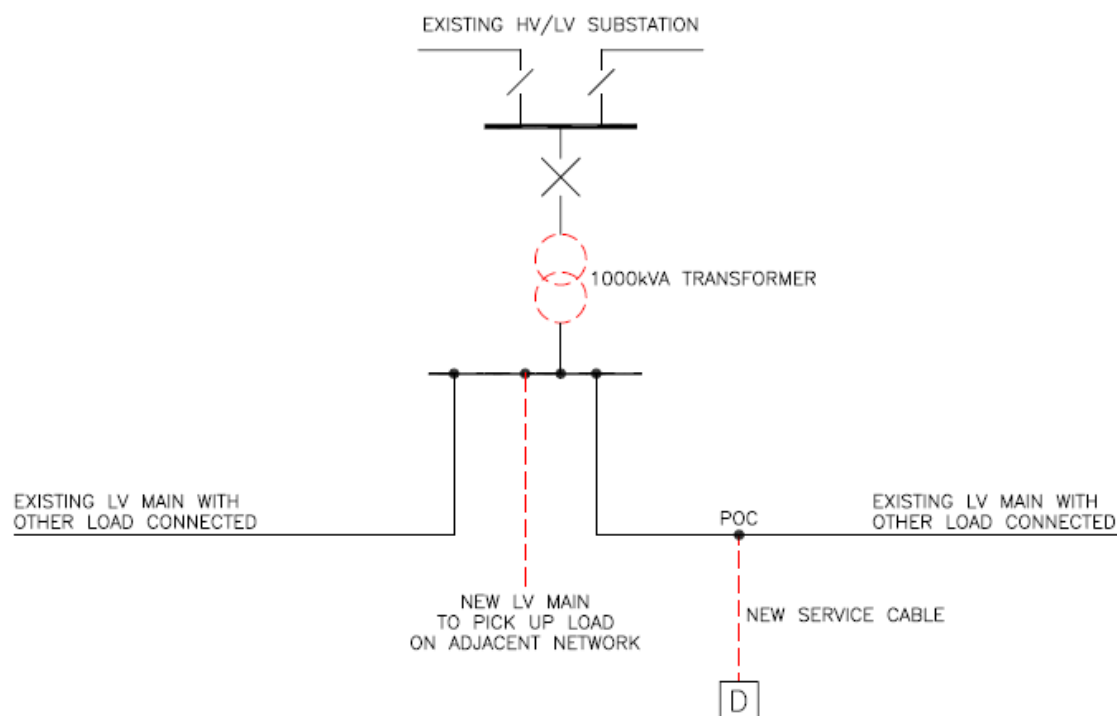 EXISTING HV/LV SUBSTATION
1000kVA TRANSFORMER
EXISTING LV MAIN WITH
OTHER LOAD CONNECTED
POC
EXISTING LV MAIN WITH
OTHER LOAD CONNECTED
NEW LV MAIN
TO PICK UP LOAD
ON ADJACENT NETWORK
NEW SERVICE CABLE
D